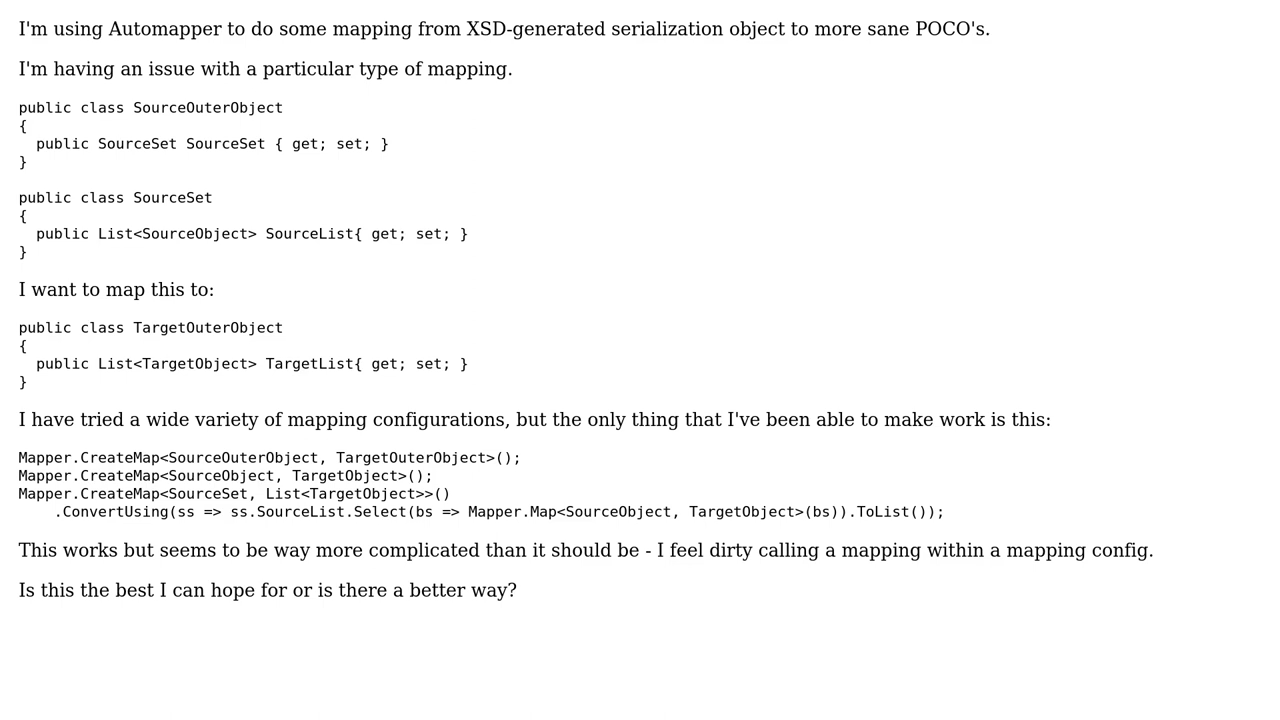 I'm using Automapper to do some mapping from XSD-generated serialization object to more sane POCO's.
I'm having an issue with a particular type of mapping.
public class SourceOuterObject
{
  public SourceSet SourceSet { get; set; }
}
public class SourceSet
{
  public List<SourceObject> SourceList{ get; set; }
}
I want to map this to:
public class TargetOuterObject
{
  public List<TargetObject> TargetList{ get; set; }
}
I have tried a wide variety of mapping configurations, but the only thing that I've been able to make work is this:
Mapper.CreateMap<SourceOuterObject, TargetOuterObject>();
Mapper.CreateMap<SourceObject, TargetObject>();
Mapper.CreateMap<SourceSet, List<TargetObject>>()
    .ConvertUsing(ss => ss.SourceList.Select(bs => Mapper.Map<SourceObject, TargetObject>(bs)).ToList());
This works but seems to be way more complicated than it should be - I feel dirty calling a mapping within a mapping config.
Is this the best I can hope for or is there a better way?